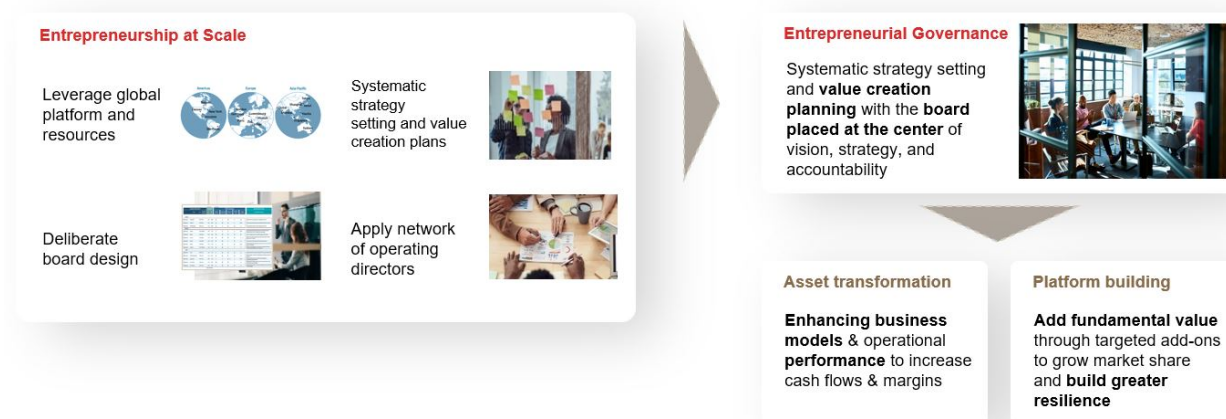 Entrepreneurship at Scale
Leverage global
platform and
resources
Systematic
strategy
setting and value
creation plans
Deliberate
board design
Apply network
of operating
directors
Entrepreneurial Governance
Systematic strategy setting
and value creation
planning with the board
placed at the center of
vision, strategy, and
accountability
Asset transformation
Enhancing business
models & operational
performance to increase
cash flows & margins
Platform building
Add fundamental value
through targeted add-ons
to grow market share
and build greater
resilience